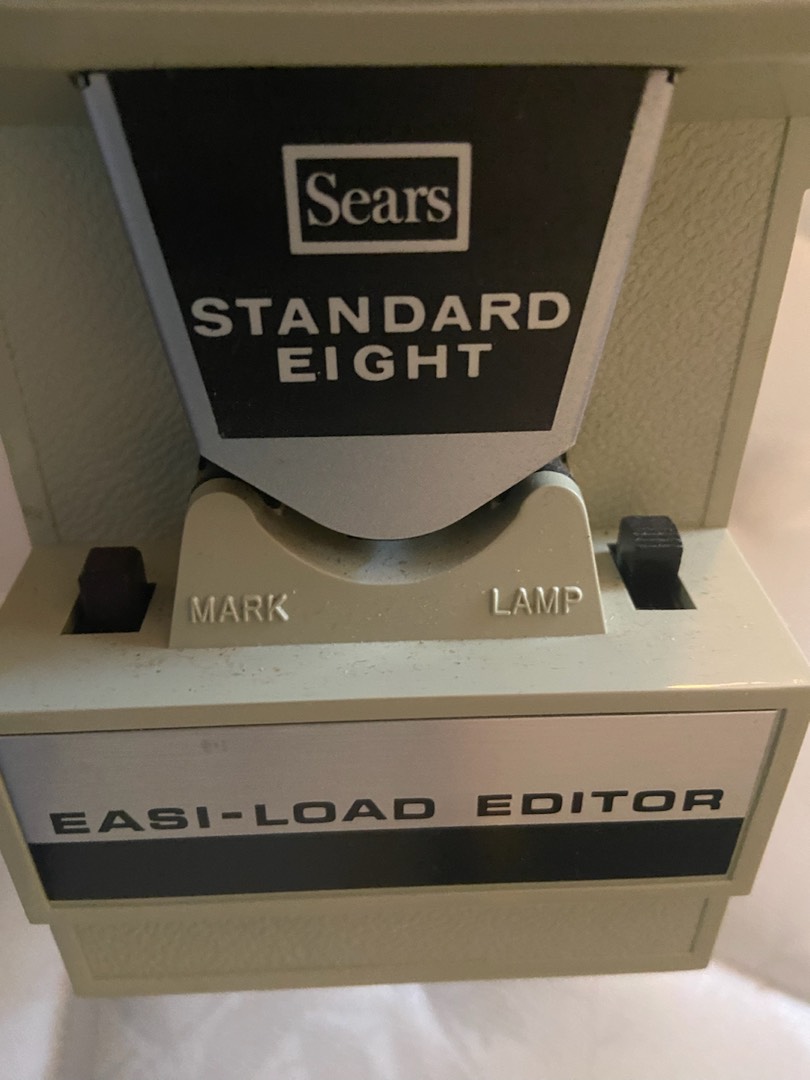 Sears
STANDARD
EIGHT
MARK LAMP
EASI-LOAD EDITOR